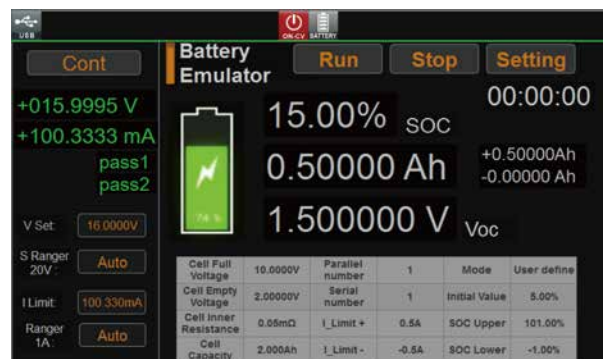 USB
ON-CV BATTERY
Cont
+015.9995 V
+100.3333 mA
pass1
pass2
V Set: 16.0000V
S Ranger
20V :
Auto
I Limit: 100.330mA
Ranger
1A :
Auto
Battery
Emulator
Run Stop Setting
00:00:00
15.00% SOC
0.50000 Ah
+0.50000Ah
-0.00000 Ah
1.500000 V Voc
74 %
Cell Full Voltage 10.0000V Parallel number 1 Mode User define
Cell Empty Voltage 2.00000V Serial number 1 Initial Value 5.00%
Cell Inner Resistance 0.05mΩ I_Limit + 0.5A SOC Upper 101.00%
Cell Capacity 2.000Ah I_Limit - -0.5A SOC Lower -1.00%